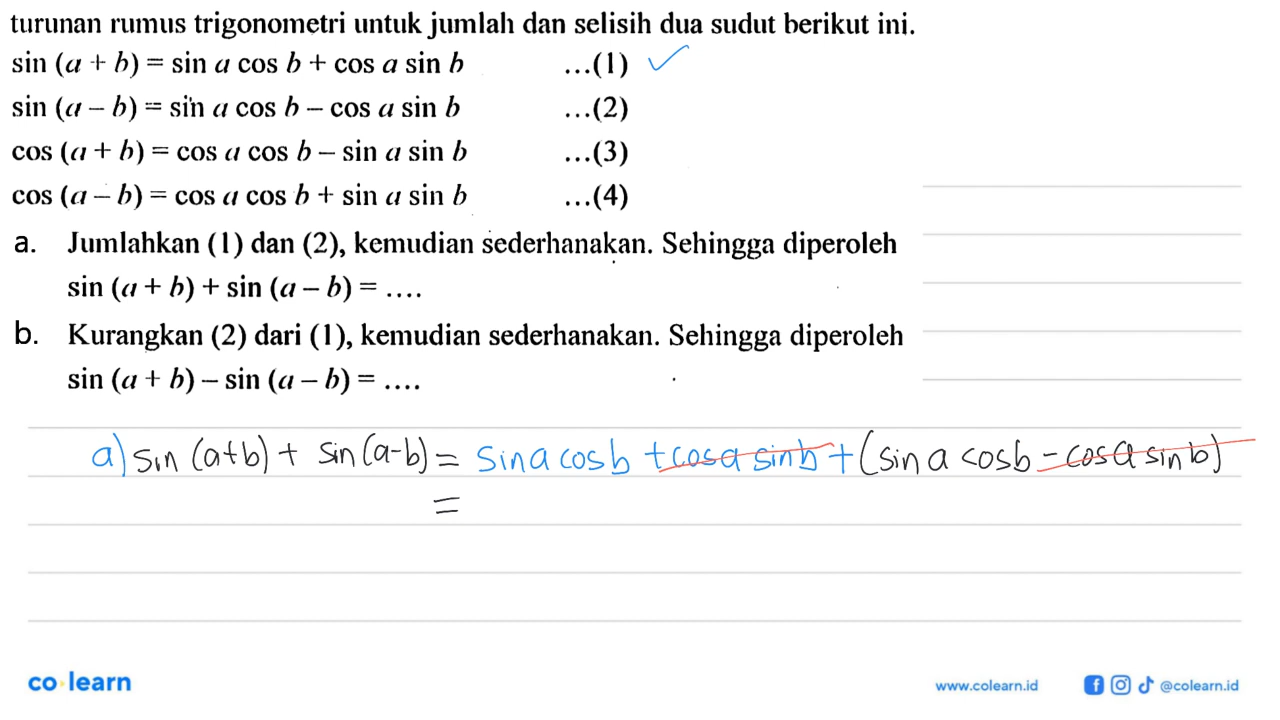 turunan rumus trigonometri untuk jumlah dan selisih dua sudut berikut ini.
sin (a + b) = sin a cos b + cos a sin b ...(1) ✓
sin (a – b) = sin a cos b – cos a sin b ...(2)
cos (a + b) = cos a cos b – sin a sin b ...(3)
cos (a – b) = cos a cos b + sin a sin b ...(4)
a. Jumlahkan (1) dan (2), kemudian sederhanakan. Sehingga diperoleh
sin (a + b) + sin (a – b) = ....
b. Kurangkan (2) dari (1), kemudian sederhanakan. Sehingga diperoleh
sin (a + b) – sin (a – b) = ....
a) sin (a+b) + sin (a-b) = sin a cos b + cos a sin b + (sin a cos b - cos a sin b)
=
co learn
www.colearn.id @colearn.id